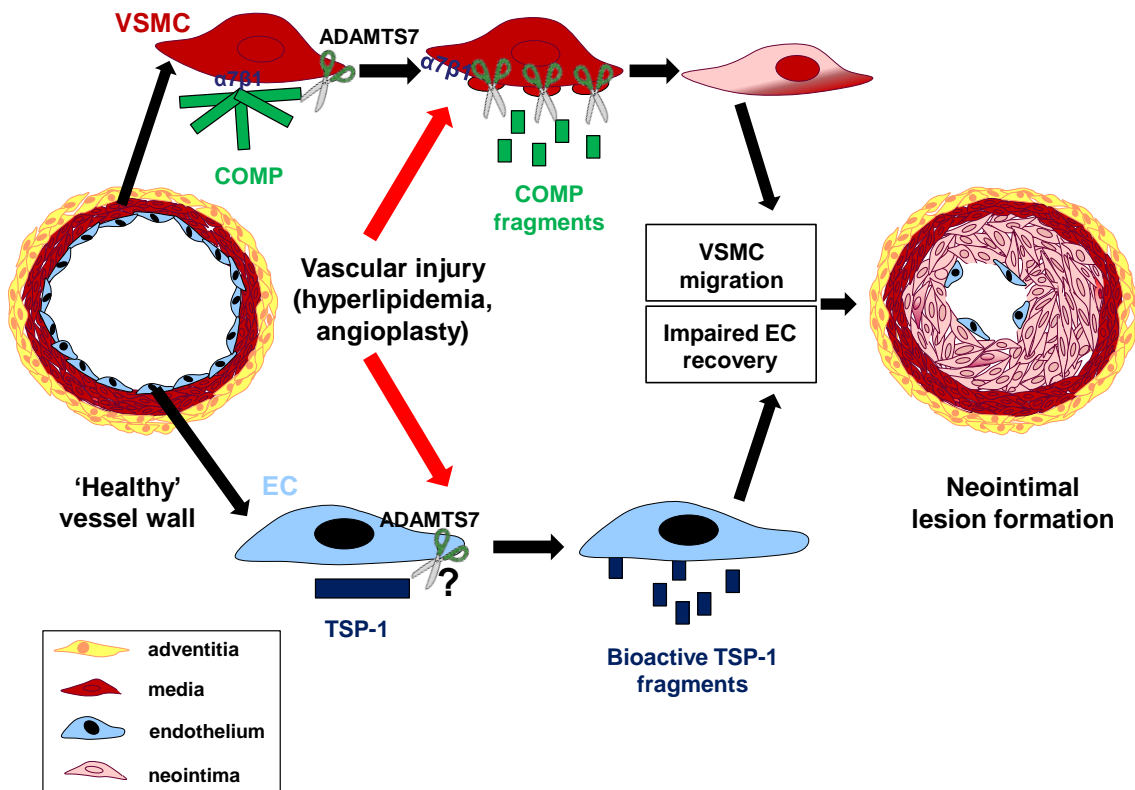 VSMC
ADAMTS7
α7β1
α7β1
COMP
COMP
fragments
Vascular injury
(hyperlipidemia,
angioplasty)
VSMC
migration
Impaired EC
recovery
‘Healthy’
vessel wall
EC
ADAMTS7
?
TSP-1
Bioactive TSP-1
fragments
Neointimal
lesion formation
adventitia
media
endothelium
neointima